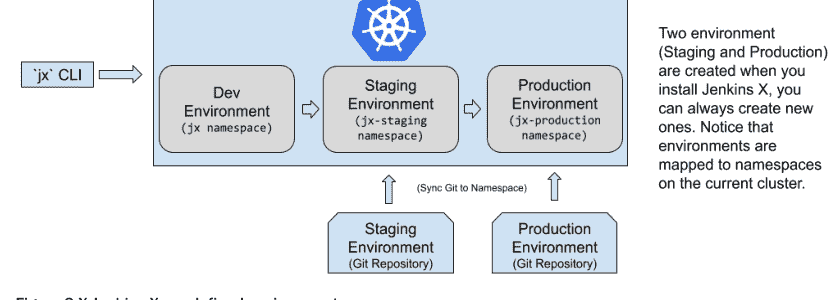 `jx` CLI
Dev
Environment
(jx namespace)
Staging
Environment
(jx-staging
namespace)
Production
Environment
(jx-production
namespace)
Two environment
(Staging and Production)
are created when you
install Jenkins X, you
can always create new
ones. Notice that
environments are
mapped to namespaces
on the current cluster.
(Sync Git to Namespace)
Staging
Environment
(Git Repository)
Production
Environment
(Git Repository)